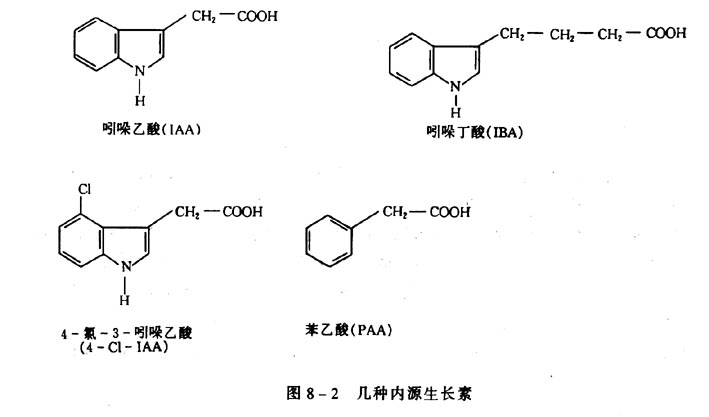 CH₂—COOH
N
H
吲哚乙酸(IAA)
CH₂—CH₂—CH₂—COOH
N
H
吲哚丁酸(IBA)
Cl
CH₂—COOH
N
H
4-氯-3-吲哚乙酸
(4-Cl-IAA)
CH₂—COOH
苯乙酸(PAA)
图8-2 几种内源生长素